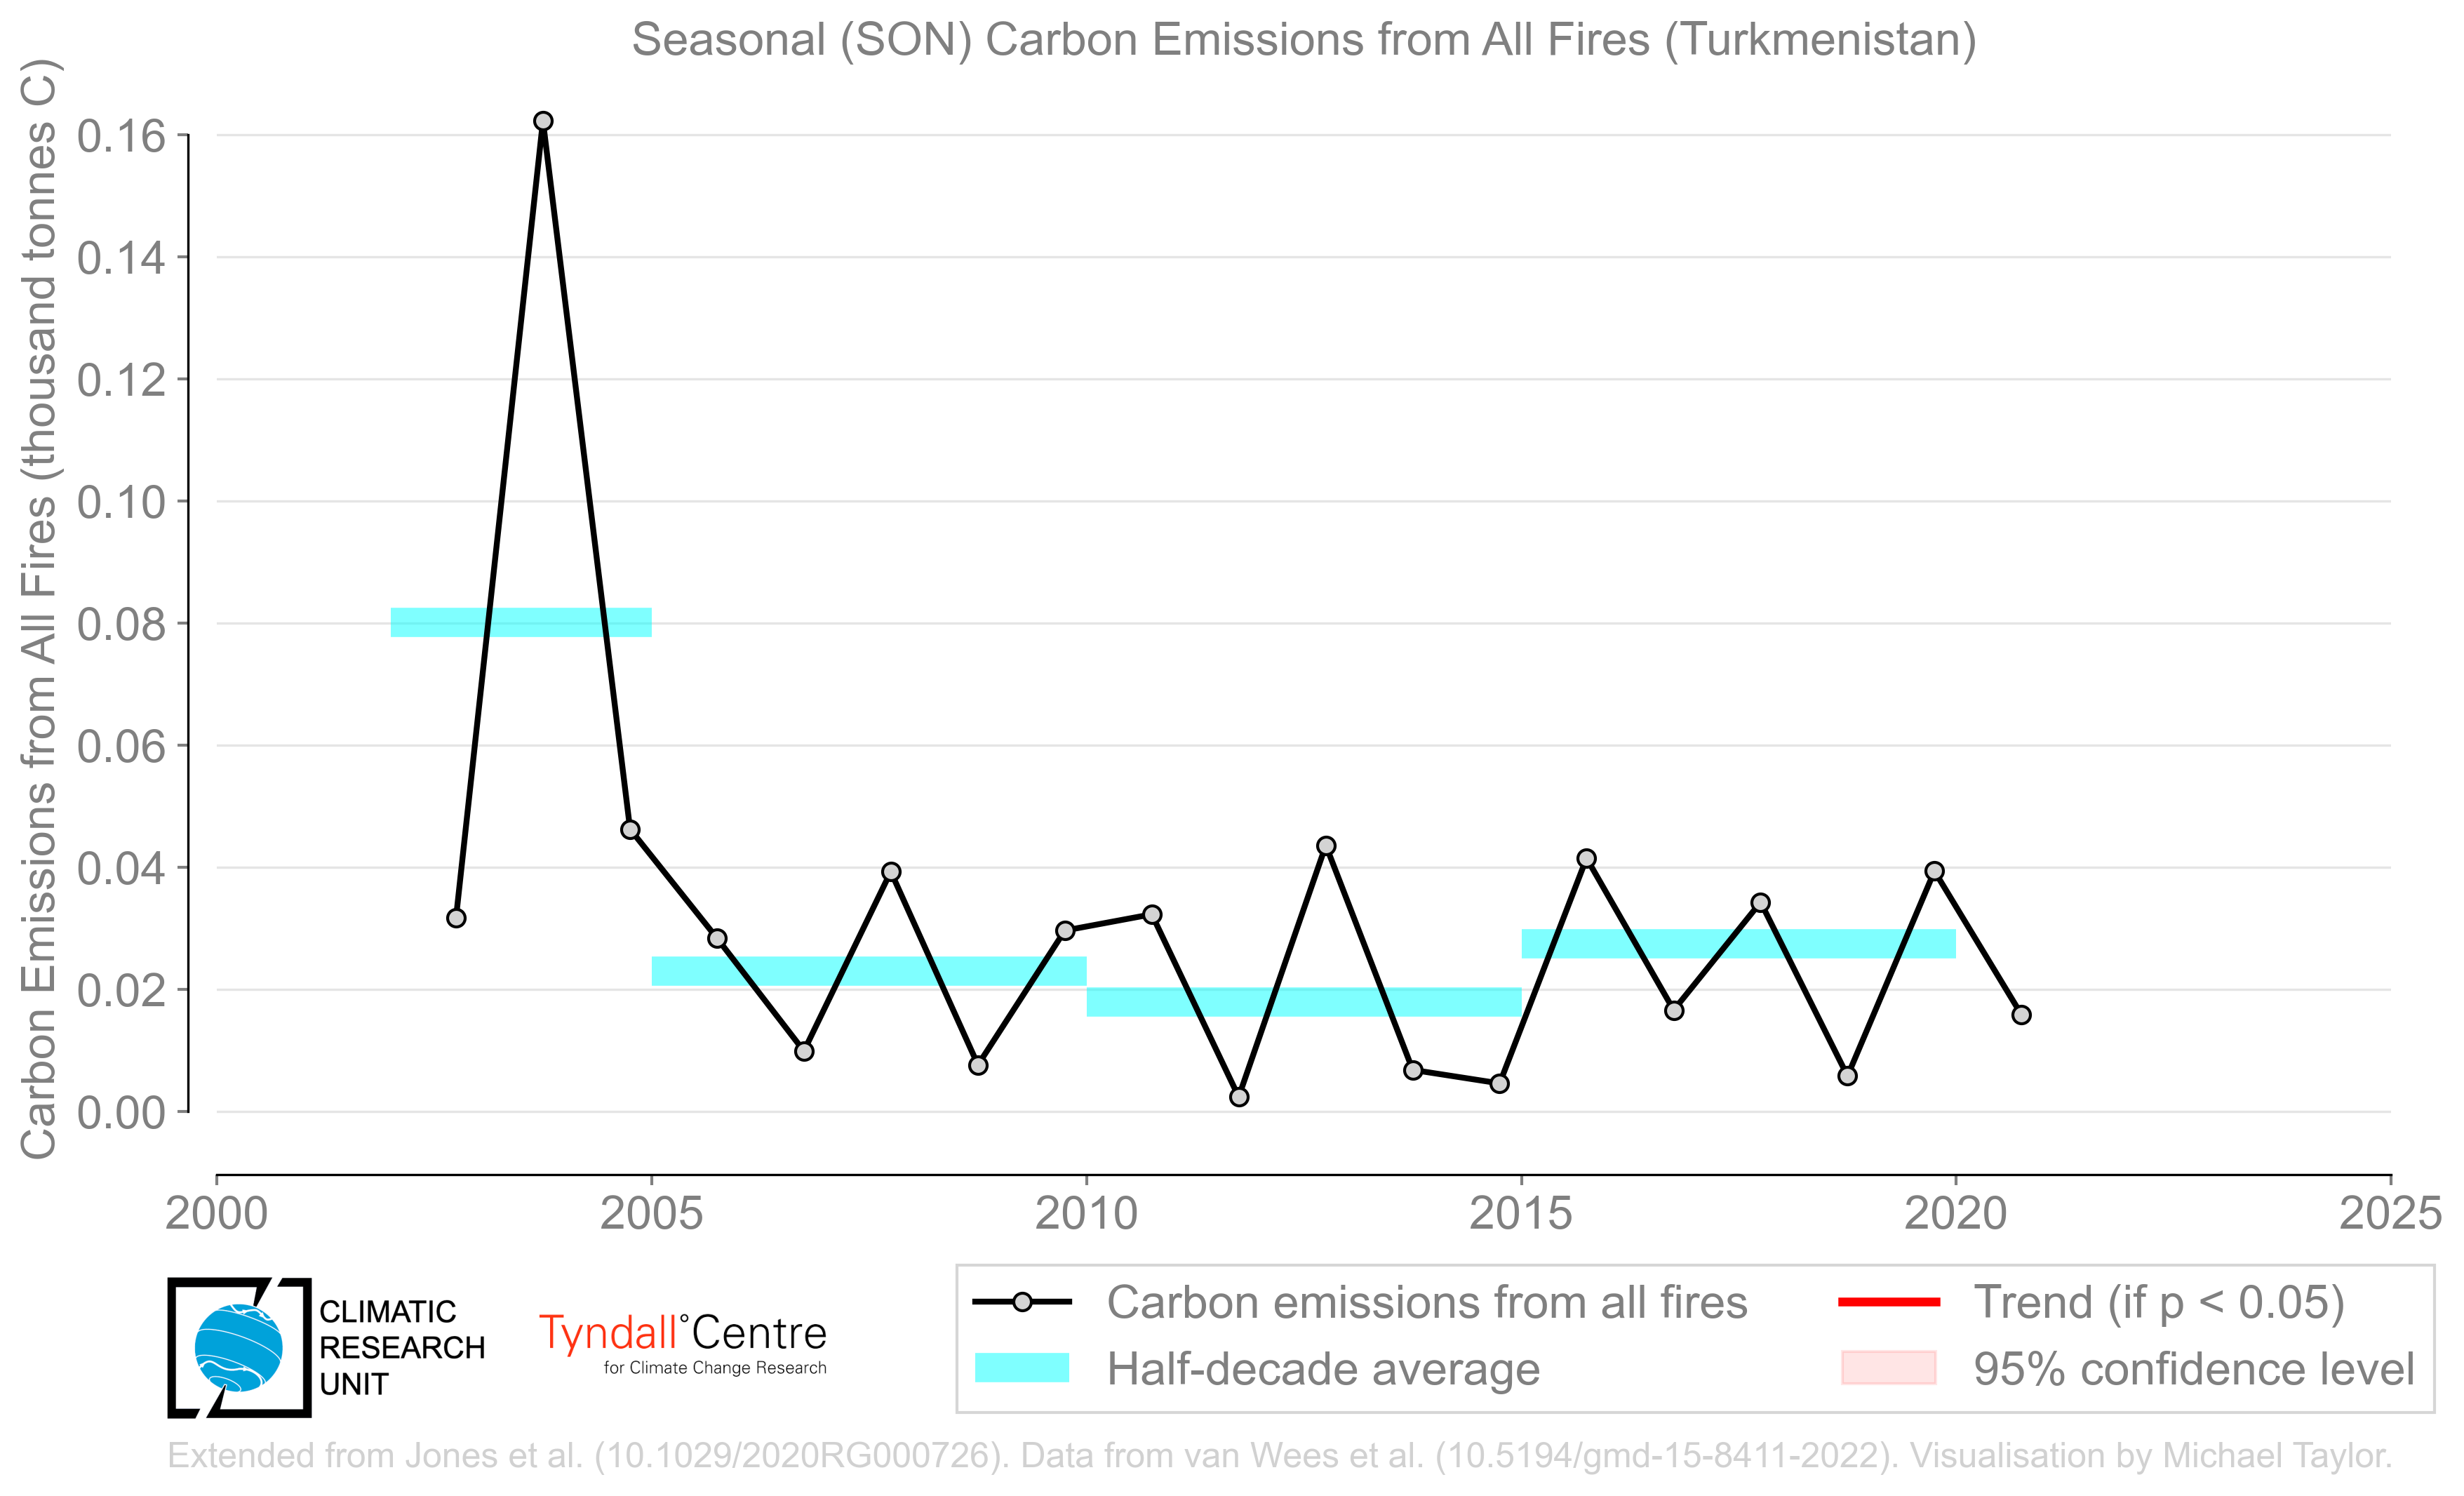 Seasonal (SON) Carbon Emissions from All Fires (Turkmenistan)
Carbon Emissions from All Fires (thousand tonnes C)
0.16
0.14
0.12
0.10
0.08
0.06
0.04
0.02
0.00
2000 2005 2010 2015 2020 2025
CLIMATIC
RESEARCH
UNIT
Tyndall°Centre
for Climate Change Research
Carbon emissions from all fires
Half-decade average
Trend (if p < 0.05)
95% confidence level
Extended from Jones et al. (10.1029/2020RG000726). Data from van Wees et al. (10.5194/gmd-15-8411-2022). Visualisation by Michael Taylor.